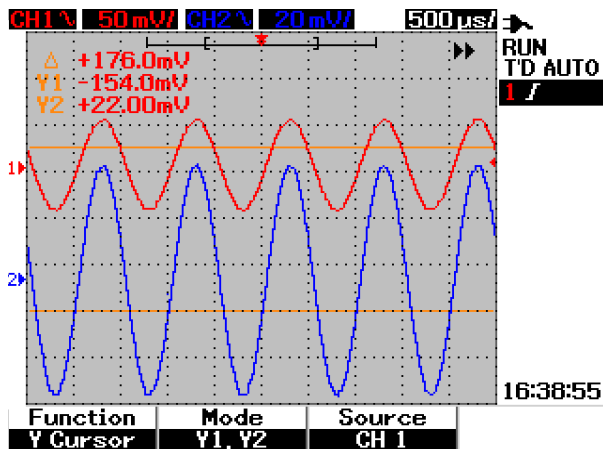 CH1 ∿ 50 mV/ CH2 ∿ 20 mV/ 500 µs/
RUN
T'D AUTO
1
Δ +176.0mV
Y1 -154.0mV
Y2 +22.00mV
1
2
16:38:55
Function Mode Source
Y Cursor Y1, Y2 CH 1